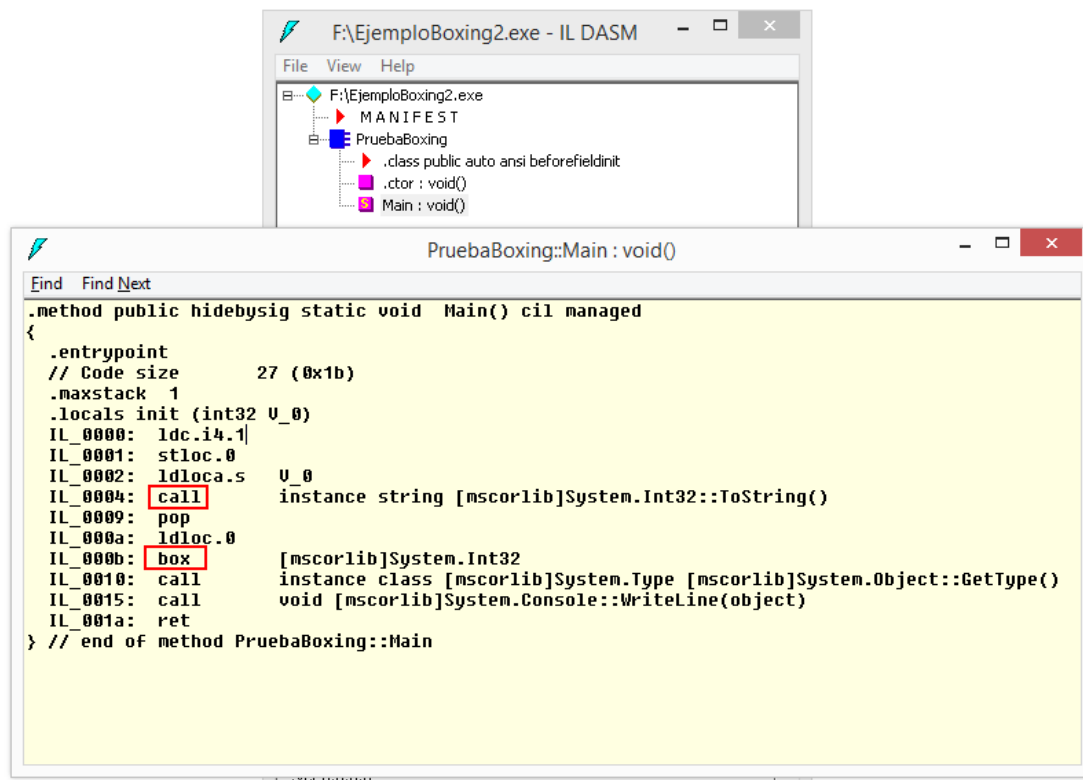 F:\EjemploBoxing2.exe - IL DASM
File View Help
F:\EjemploBoxing2.exe
MANIFEST
PruebaBoxing
.class public auto ansi beforefieldinit
.ctor : void()
S Main : void()
PruebaBoxing::Main : void()
Find Find Next
.method public hidebysig static void  Main() cil managed
{
  .entrypoint
  // Code size       27 (0x1b)
  .maxstack  1
  .locals init (int32 V_0)
  IL_0000:  ldc.i4.1
  IL_0001:  stloc.0
  IL_0002:  ldloca.s   V_0
  IL_0004:  call       instance string [mscorlib]System.Int32::ToString()
  IL_0009:  pop
  IL_000a:  ldloc.0
  IL_000b:  box        [mscorlib]System.Int32
  IL_0010:  call       instance class [mscorlib]System.Type [mscorlib]System.Object::GetType()
  IL_0015:  call       void [mscorlib]System.Console::WriteLine(object)
  IL_001a:  ret
} // end of method PruebaBoxing::Main